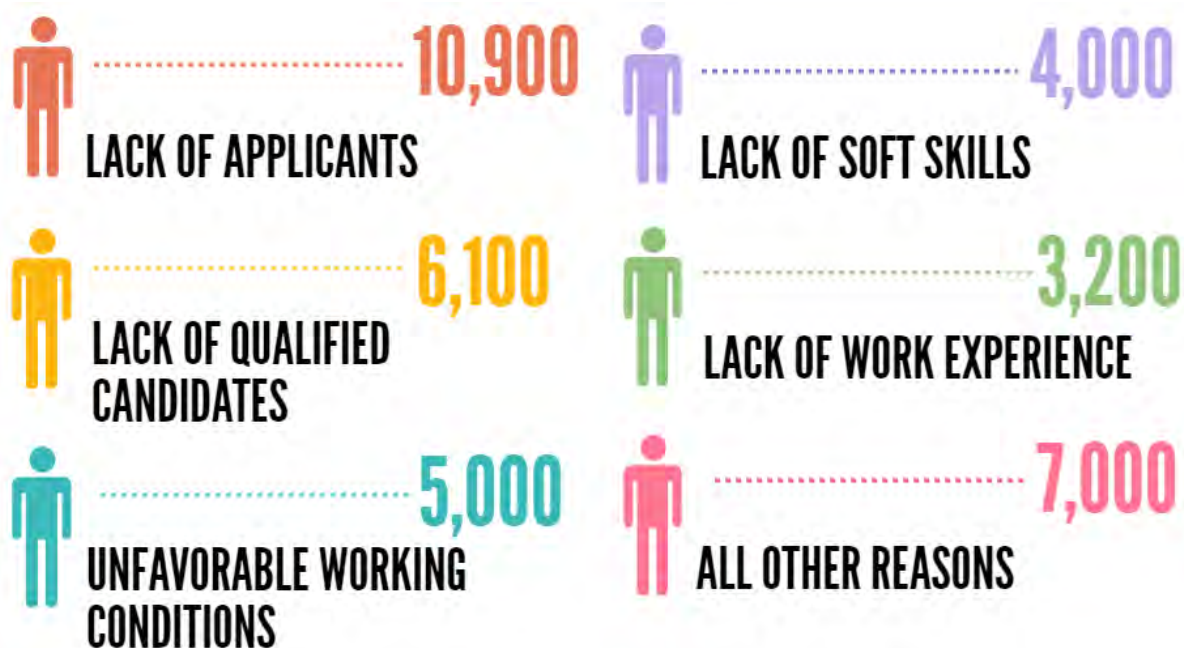 10,900
LACK OF APPLICANTS
6,100
LACK OF QUALIFIED
CANDIDATES
5,000
UNFAVORABLE WORKING
CONDITIONS
4,000
LACK OF SOFT SKILLS
3,200
LACK OF WORK EXPERIENCE
7,000
ALL OTHER REASONS